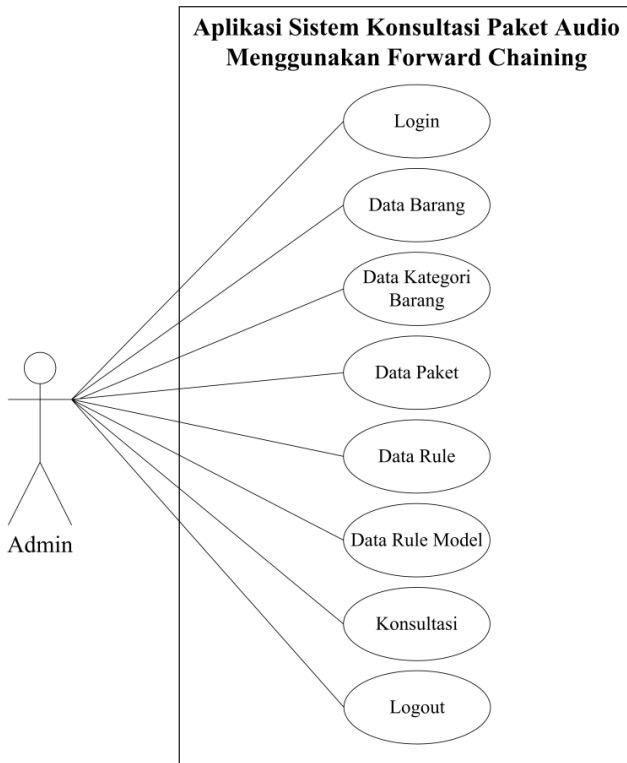 Aplikasi Sistem Konsultasi Paket Audio
Menggunakan Forward Chaining
Login
Data Barang
Data Kategori
Barang
Data Paket
Data Rule
Data Rule Model
Konsultasi
Logout
Admin